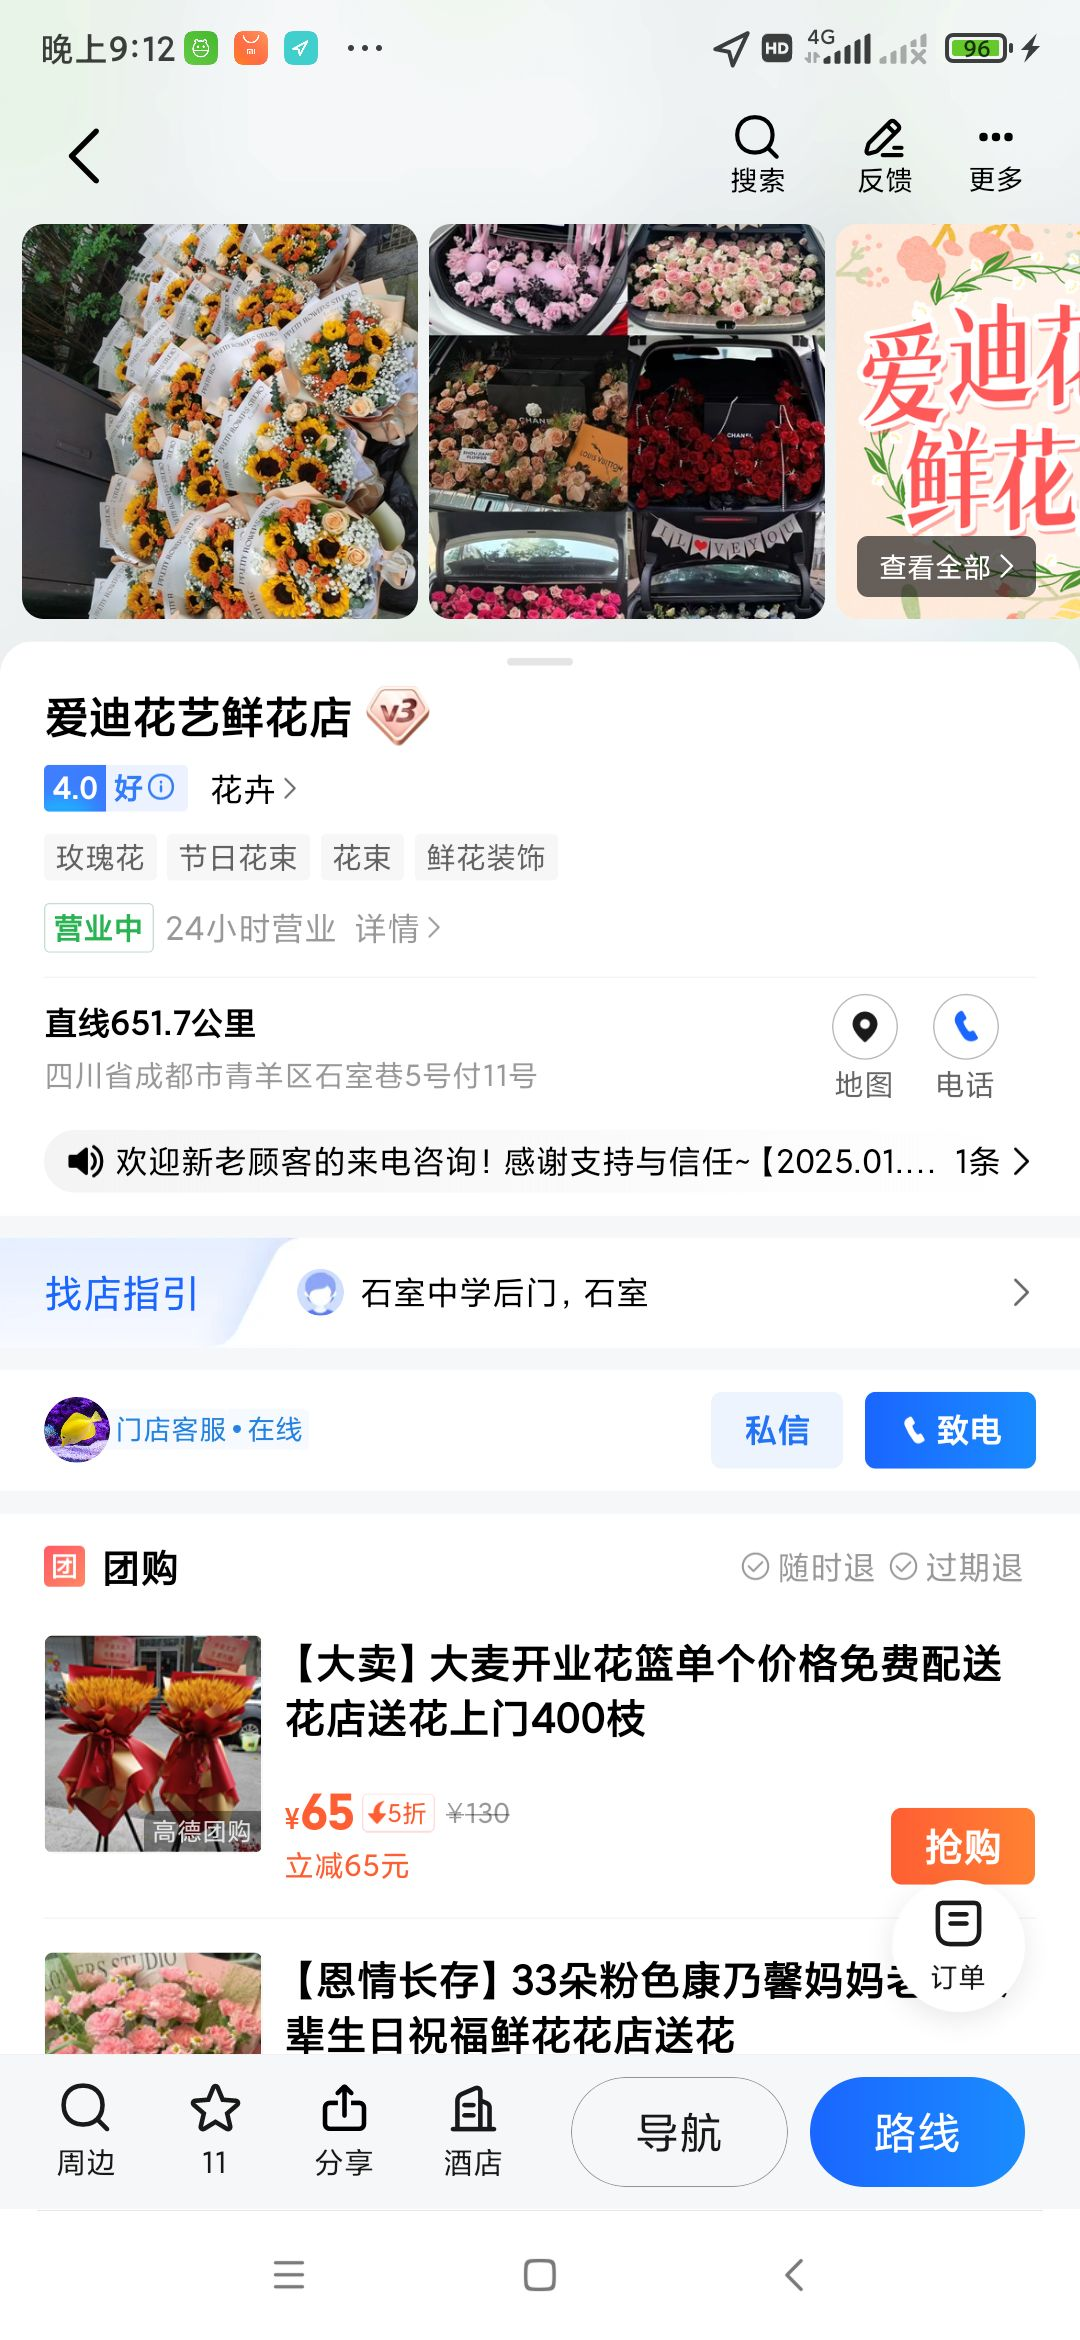 晚上9:12
HD
4G
96
搜索
反馈
更多
CHANEL
LOUIS VUITTON
CHANEL
I LOVE YOU
爱迪花
鲜花
查看全部
爱迪花艺鲜花店 V3
4.0 好 花卉
玫瑰花 节日花束 花束 鲜花装饰
营业中 24小时营业 详情
直线651.7公里
四川省成都市青羊区石室巷5号付11号
地图 电话
欢迎新老顾客的来电咨询！感谢支持与信任~【2025.01.... 1条
找店指引 石室中学后门，石室
门店客服•在线 私信 致电
团 团购 随时退 过期退
【大卖】大麦开业花篮单个价格免费配送
花店送花上门400枝
高德团购
¥65 5折 ¥130
立减65元
抢购
订单
【恩情长存】33朵粉色康乃馨妈妈老
辈生日祝福鲜花花店送花
周边 11 分享 酒店 导航 路线